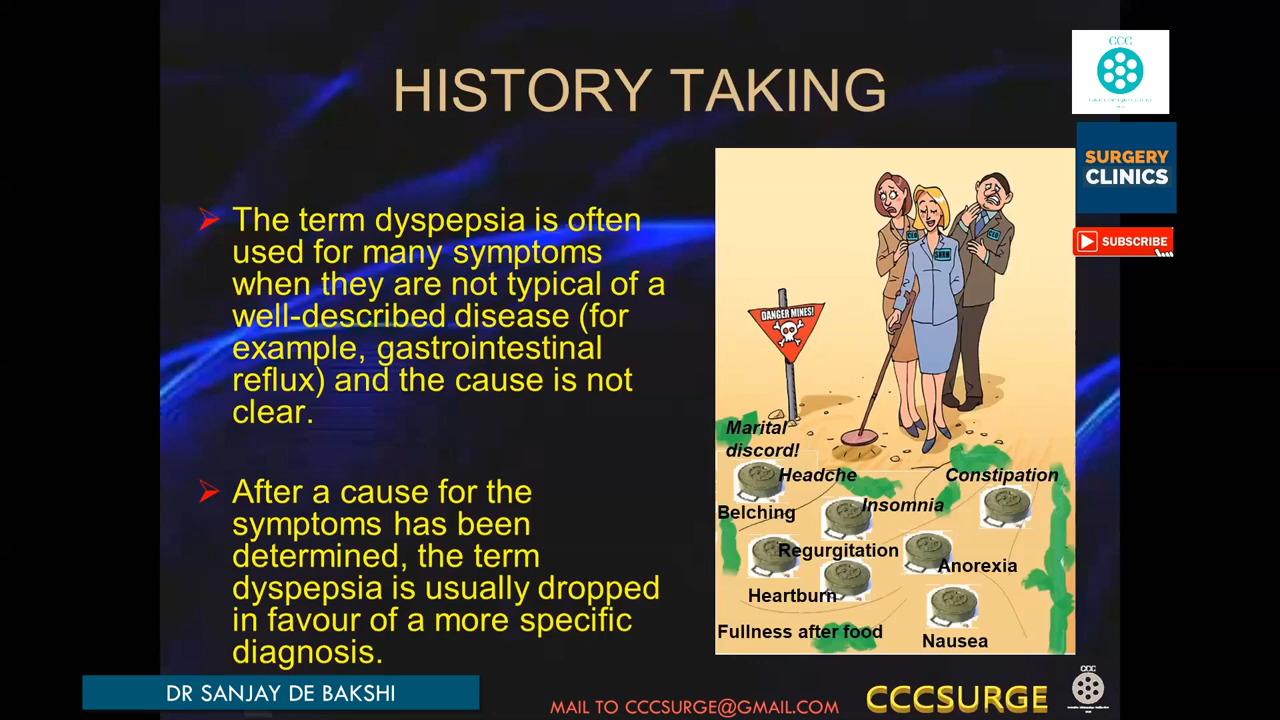 HISTORY TAKING
CCC
SURGERY
CLINICS
SUBSCRIBE
The term dyspepsia is often
used for many symptoms
when they are not typical of a
well-described disease (for
example, gastrointestinal
reflux) and the cause is not
clear.
After a cause for the
symptoms has been
determined, the term
dyspepsia is usually dropped
in favour of a more specific
diagnosis.
DANGER MINES!
Marital
discord!
Headche
Constipation
Belching
Insomnia
Regurgitation
Anorexia
Heartburn
Fullness after food
Nausea
DR SANJAY DE BAKSHI
MAIL TO CCCSURGE@GMAIL.COM
CCCSURGE
CCC